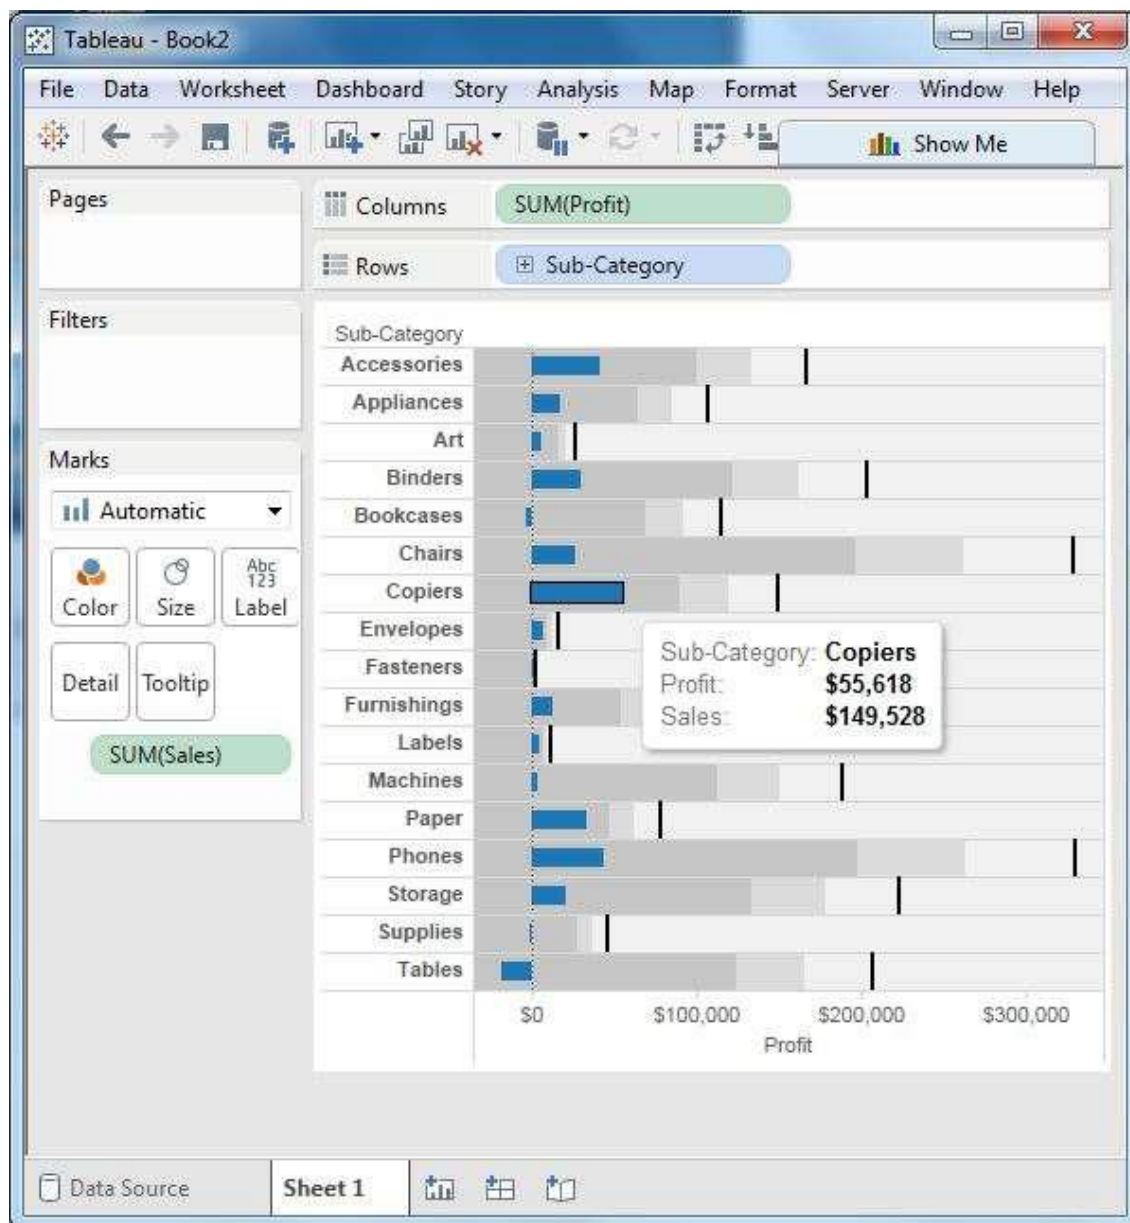 Tableau - Book2
File Data Worksheet Dashboard Story Analysis Map Format Server Window Help
Show Me
Pages
Columns SUM(Profit)
Rows Sub-Category
Filters
Marks
Automatic
Color Size Abc 123 Label
Detail Tooltip
SUM(Sales)
Sub-Category
Accessories
Appliances
Art
Binders
Bookcases
Chairs
Copiers
Envelopes
Fasteners
Furnishings
Labels
Machines
Paper
Phones
Storage
Supplies
Tables
Sub-Category: Copiers
Profit: $55,618
Sales: $149,528
$0 $100,000 $200,000 $300,000
Profit
Data Source Sheet 1